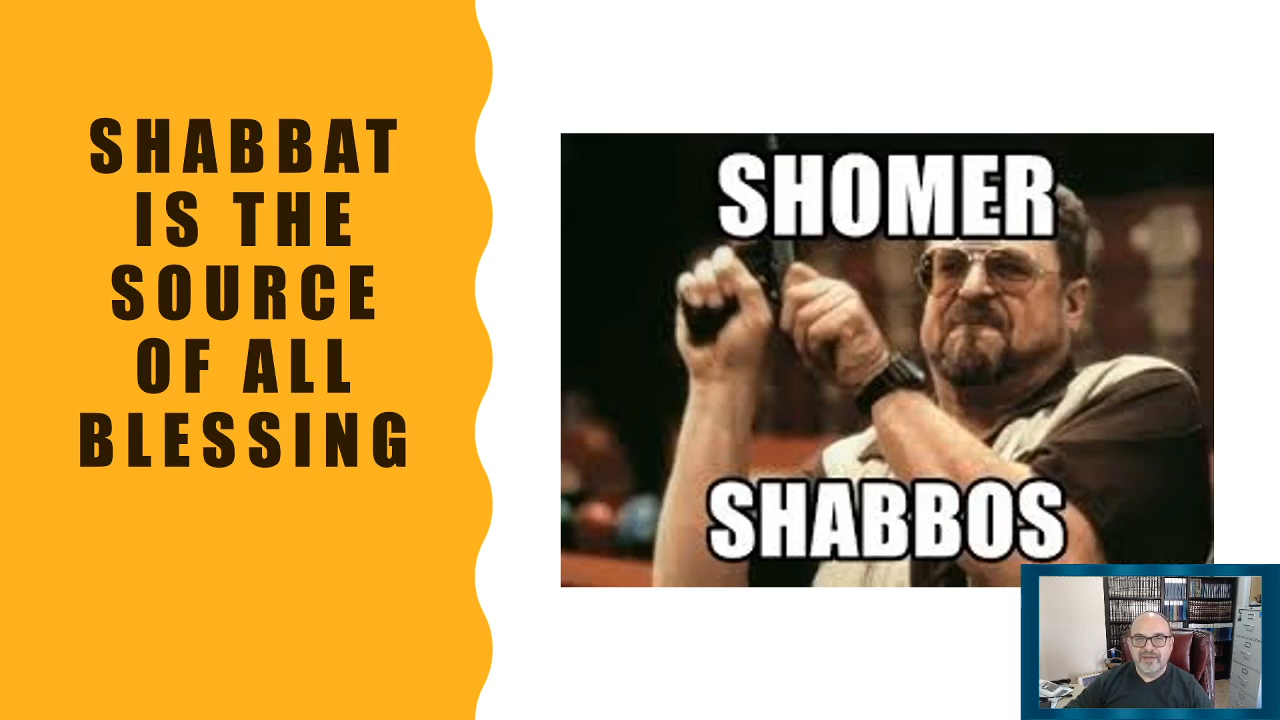 SHABBAT
IS THE
SOURCE
OF ALL
BLESSING
SHOMER
SHABBOS